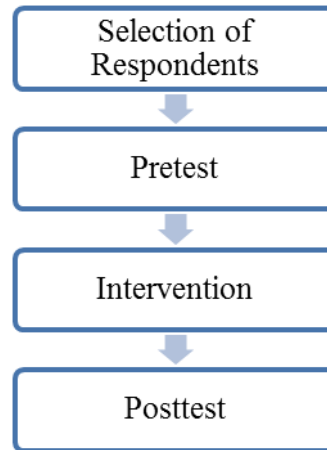 Selection of
Respondents
Pretest
Intervention
Posttest